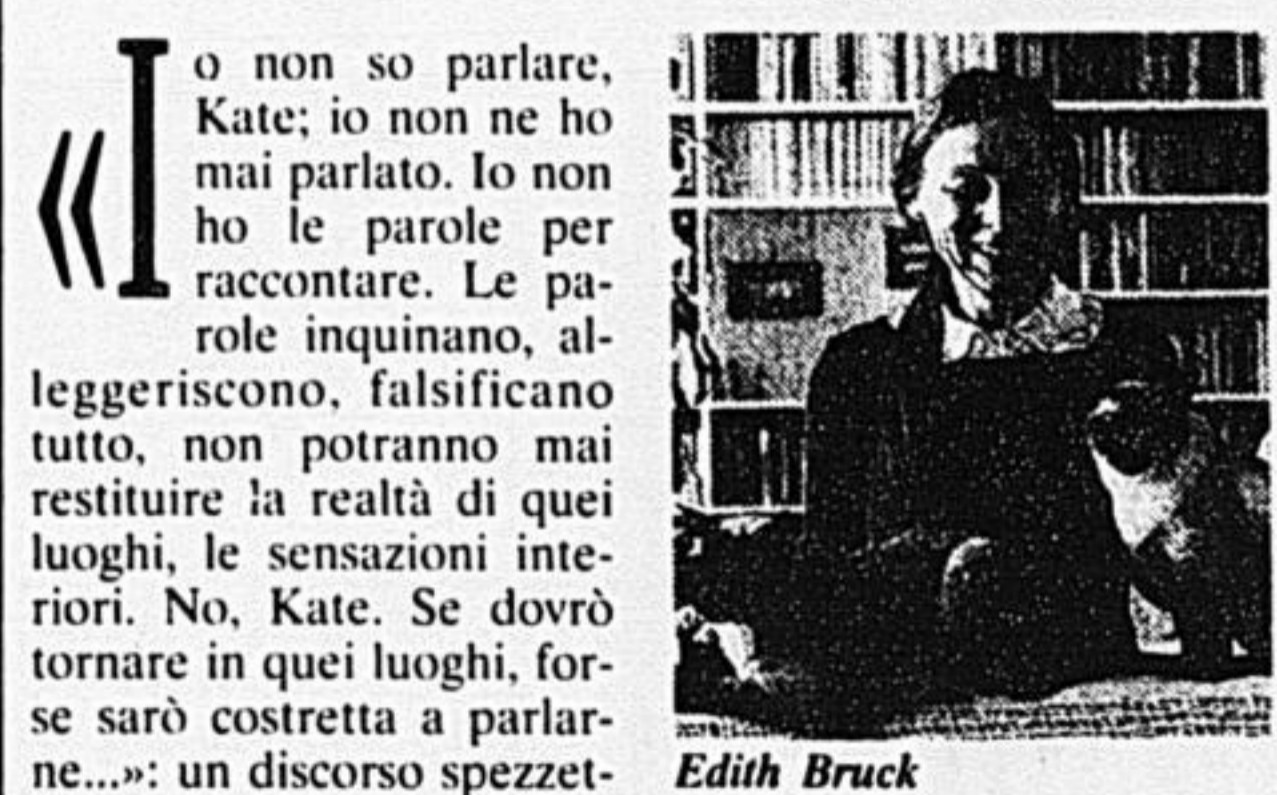 «Io non so parlare,
Kate; io non ne ho
mai parlato. Io non
ho le parole per
raccontare. Le pa-
role inquinano, al-
leggeriscono, falsificano
tutto, non potranno mai
restituire la realtà di quei
luoghi, le sensazioni inte-
riori. No, Kate. Se dovrò
tornare in quei luoghi, for-
se sarò costretta a parlar-
ne...»: un discorso spezzet-
Edith Bruck